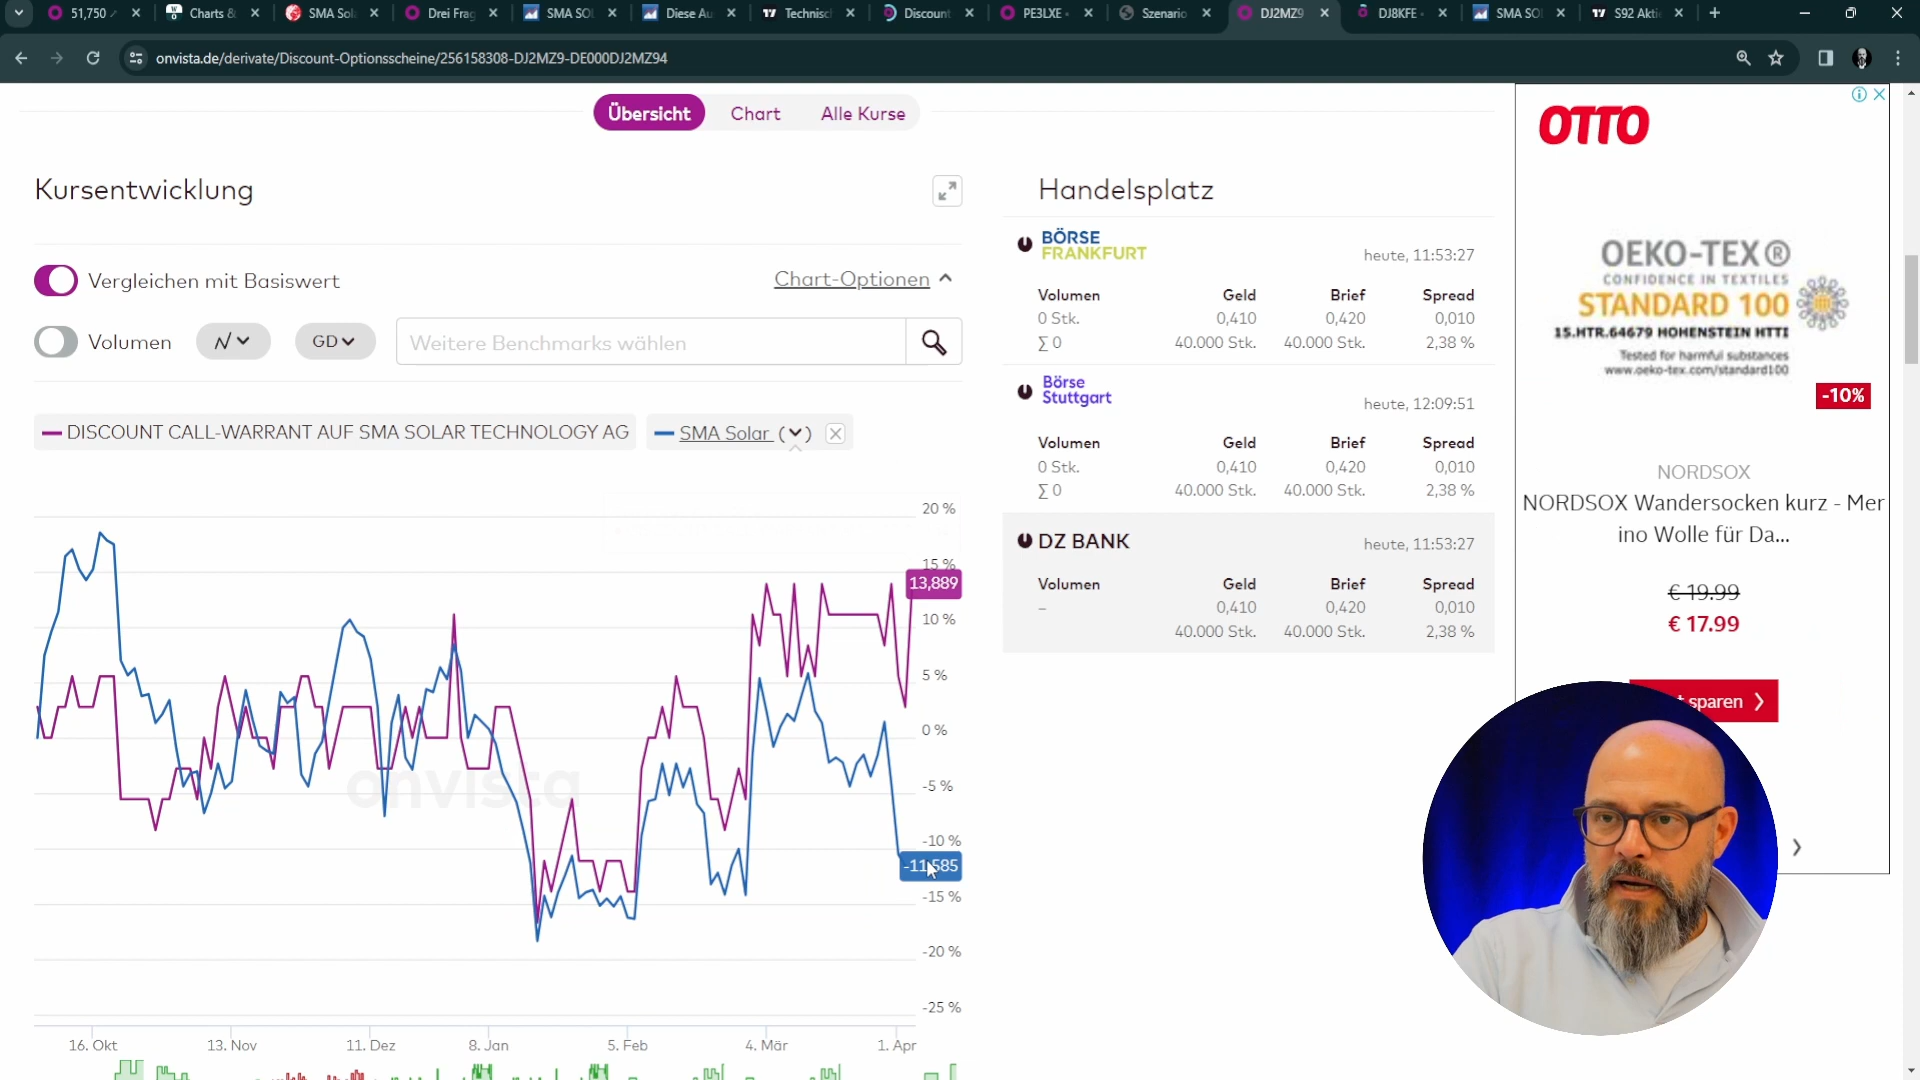 51,750
Charts &
SMA Sol
Drei Frag
SMA SO
Diese Au
Technisc
Discount
PE3LXE
Szenario
DJ2MZ9
DJ8KFE
SMA SO
S92 Akti
onvista.de/derivate/Discount-Optionsscheine/256158308-DJ2MZ9-DE000DJ2MZ94
Übersicht
Chart
Alle Kurse
Kursentwicklung
Vergleichen mit Basiswert
Chart-Optionen
Volumen
GD
Weitere Benchmarks wählen
DISCOUNT CALL-WARRANT AUF SMA SOLAR TECHNOLOGY AG
SMA Solar ( )
20 %
15 %
13,889
10 %
5 %
0 %
-5 %
-10 %
-11,585
-15 %
-20 %
-25 %
onvista
16. Okt
13. Nov
11. Dez
8. Jan
5. Feb
4. Mär
1. Apr
Handelsplatz
BÖRSE
FRANKFURT
heute, 11:53:27
Volumen Geld Brief Spread
0 Stk. 0,410 0,420 0,010
∑ 0 40.000 Stk. 40.000 Stk. 2,38 %
Börse
Stuttgart
heute, 12:09:51
Volumen Geld Brief Spread
0 Stk. 0,410 0,420 0,010
∑ 0 40.000 Stk. 40.000 Stk. 2,38 %
DZ BANK
heute, 11:53:27
Volumen Geld Brief Spread
– 0,410 0,420 0,010
40.000 Stk. 40.000 Stk. 2,38 %
OTTO
OEKO-TEX®
CONFIDENCE IN TEXTILES
STANDARD 100
15.HTR.64679 HOHENSTEIN HTTI
Tested for harmful substances
www.oeko-tex.com/standard100
-10%
NORDSOX
NORDSOX Wandersocken kurz - Mer
ino Wolle für Da...
€ 19.99
€ 17.99
sparen